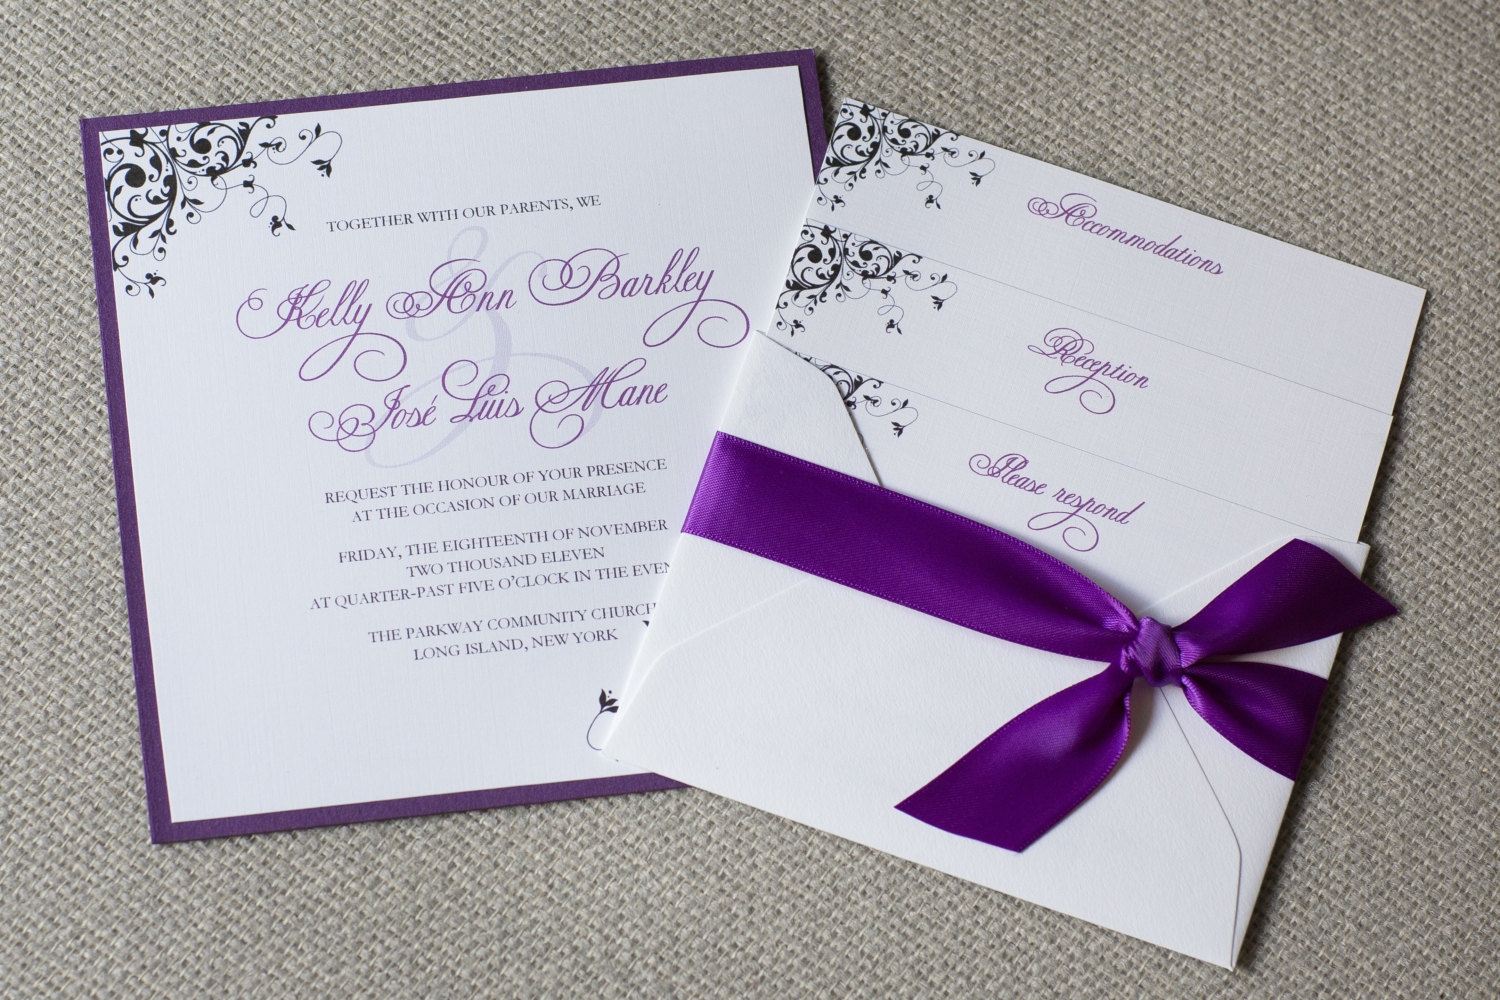 TOGETHER WITH OUR PARENTS, WE
Kelly Ann Barkley
&
José Luis Mane
REQUEST THE HONOUR OF YOUR PRESENCE
AT THE OCCASION OF OUR MARRIAGE
FRIDAY, THE EIGHTEENTH OF NOVEMBER
TWO THOUSAND ELEVEN
AT QUARTER-PAST FIVE O'CLOCK IN THE
THE PARKWAY COMMUNITY CHURCH
LONG ISLAND, NEW YORK
Accommodations
Reception
Please respond